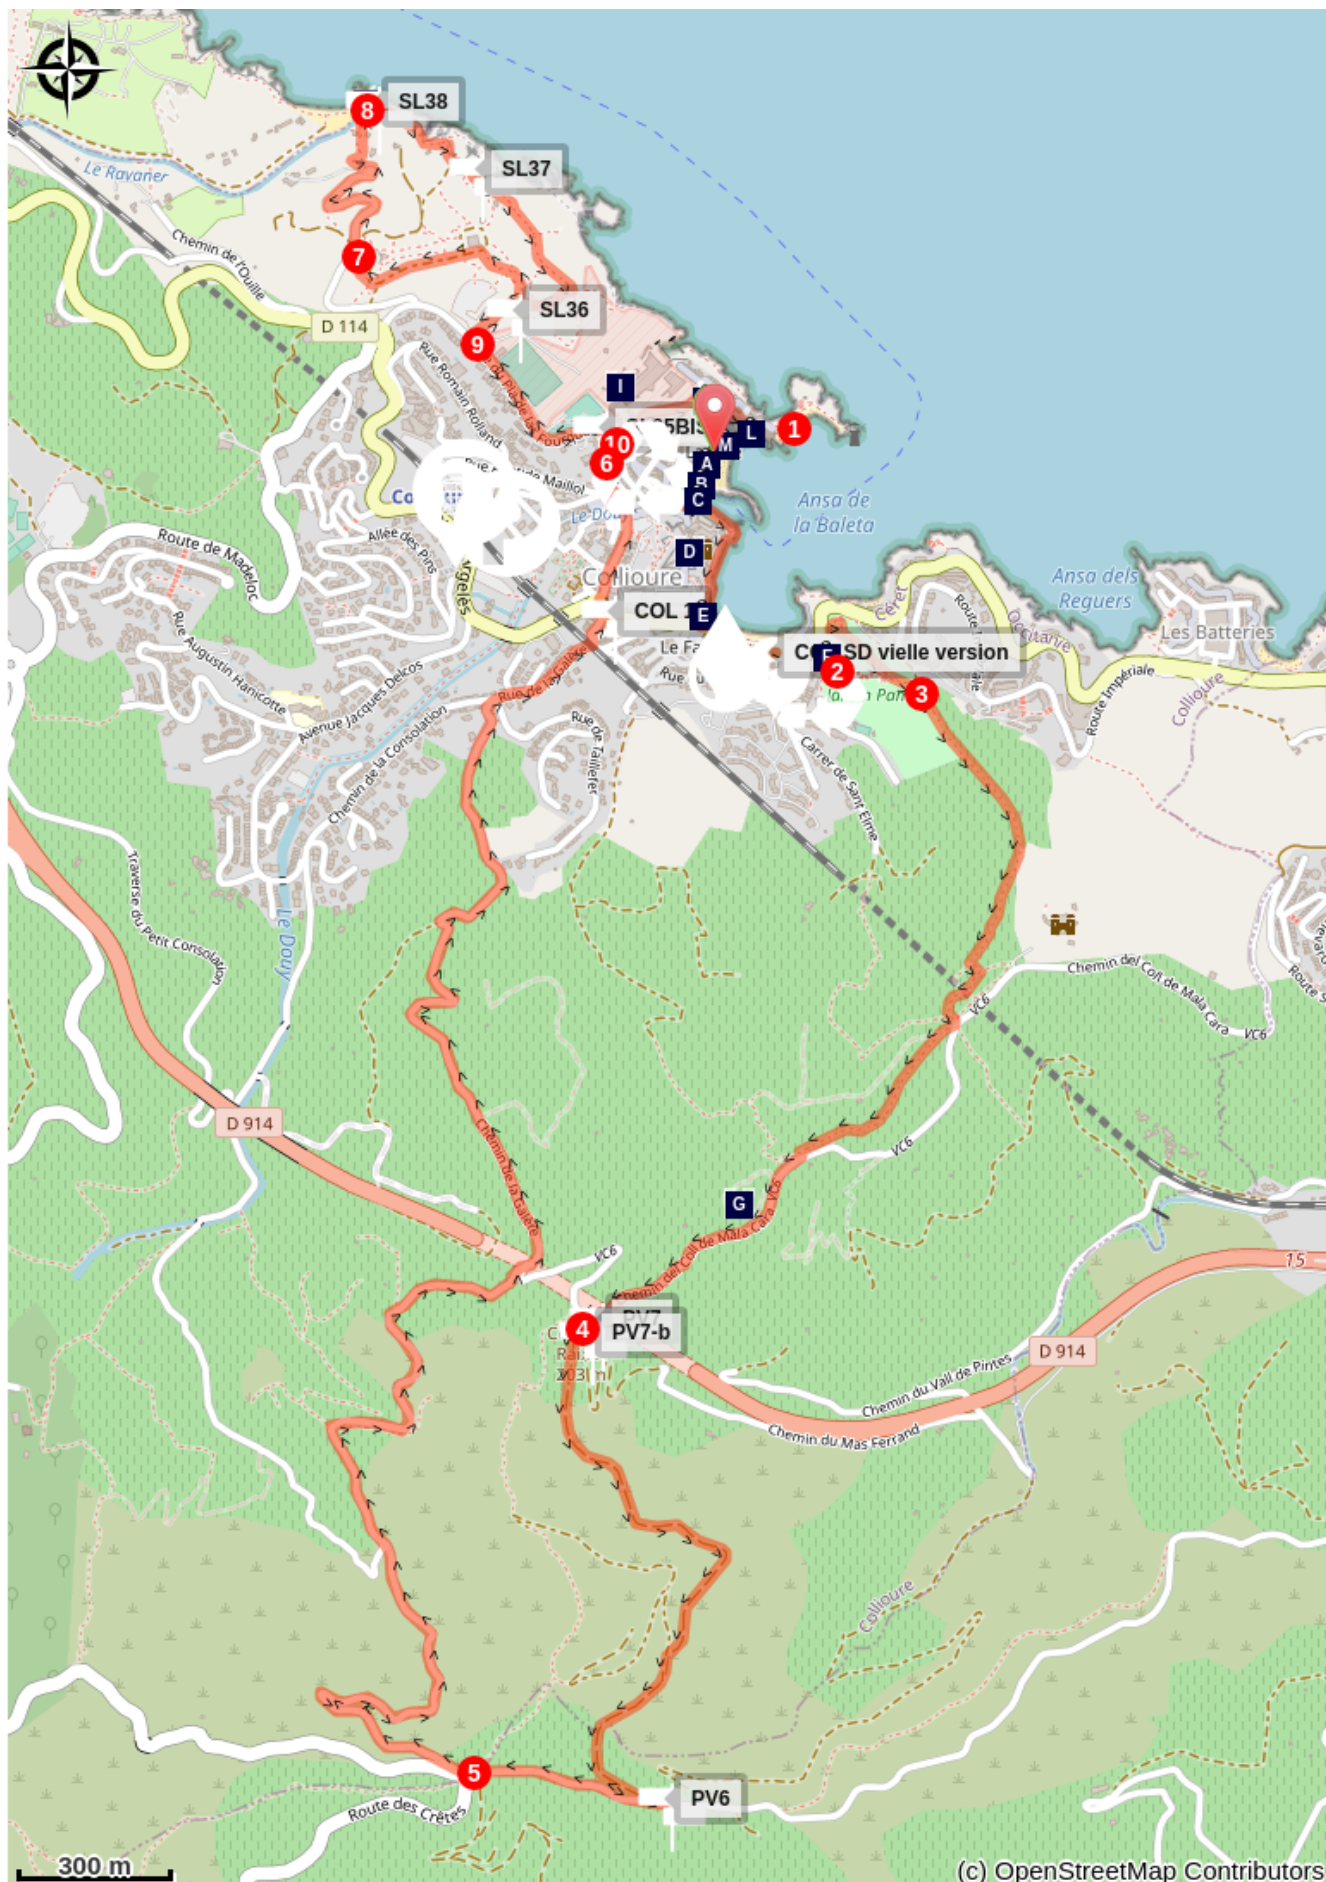 8
SL38
SL37
Le Ravaner
7
Chemin de l'Ouille
SL36
D 114
9
Rue Romain Rolland
I
1
L
10
M
6
A
B
C
Ansa de
la Baleta
Route de Madeloc
Allée des Pins
D
Collioure
Ansa dels
Reguers
Céret
Occitanie
Les Batteries
COL
E
Rue Augustin Hanicotte
SD vielle version
2
3
Route Impériale
Collioure
Rue de la Galère
Avenue Jacques Delcos
Rue de Taillefer
Chemin de la Consolation
Carrer de Sant Elme
Traverse du Petit Consolation
Le Douy
Chemin del Coll de Mala Cara
VC6
VC6
D 914
Chemin de la Galère
VC6
G
VC6
Chemin del Coll de Mala Cara
VC6
15
PV7
4
PV7-b
D 914
Chemin du Vall de Pintes
Chemin du Mas Ferrand
Collioure
5
PV6
Route des Crêtes
300 m
(c) OpenStreetMap Contributors